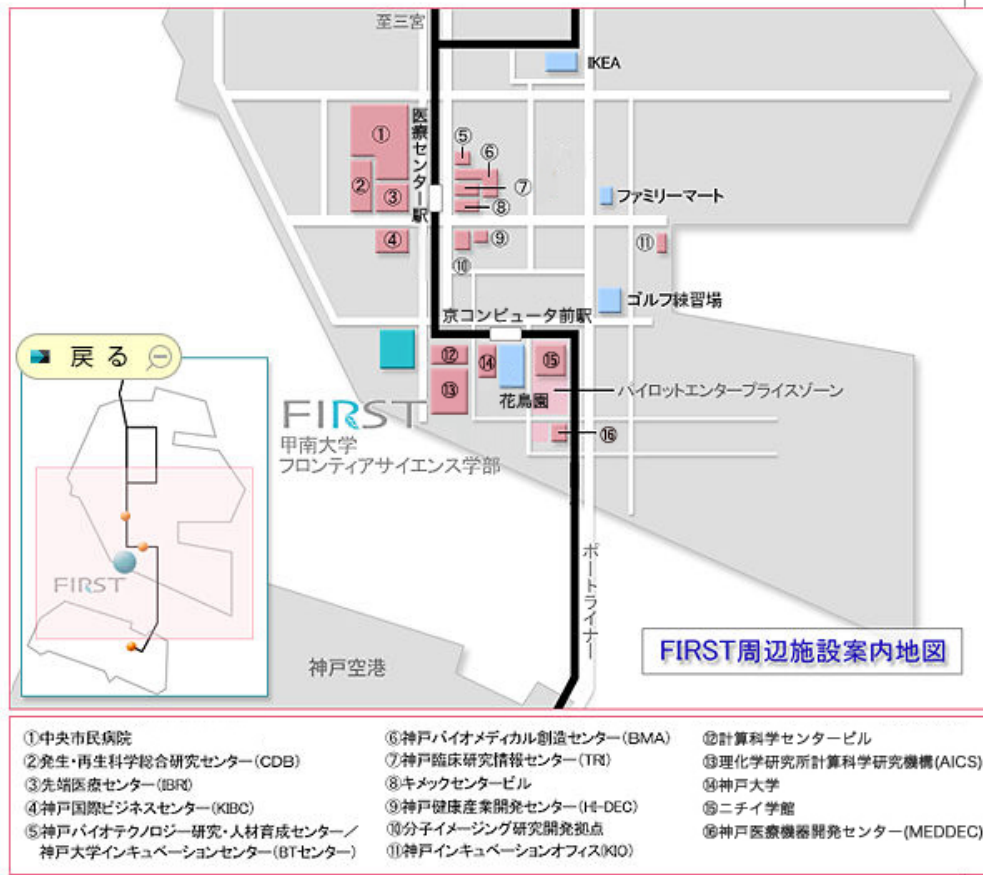 至三宮
IKEA
医療センター駅
①
②
③
④
⑤
⑥
⑦
⑧
⑨
⑩
⑪
ファミリーマート
ゴルフ練習場
京コンピュータ前駅
⑫
⑬
⑭
⑮
⑯
花鳥園
パイロットエンタープライスゾーン
戻る
FIRST
甲南大学
フロンティアサイエンス学部
FIRST
ポートライナー
神戸空港
FIRST周辺施設案内地図
①中央市民病院
②発生・再生科学総合研究センター(CDB)
③先端医療センター(IBRI)
④神戸国際ビジネスセンター(KIBC)
⑤神戸バイオテクノロジー研究・人材育成センター／
神戸大学インキュベーションセンター(BTセンター)
⑥神戸バイオメディカル創造センター(BMA)
⑦神戸臨床研究情報センター(TRI)
⑧キメックセンタービル
⑨神戸健康産業開発センター(HI-DEC)
⑩分子イメージング研究開発拠点
⑪神戸インキュベーションオフィス(KIO)
⑫計算科学センタービル
⑬理化学研究所計算科学研究機構(AICS)
⑭神戸大学
⑮ニチイ学館
⑯神戸医療機器開発センター(MEDDEC)